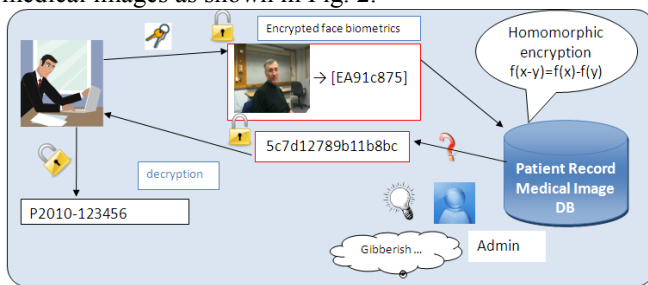 medical images as shown in Fig. 2.
Encrypted face biometrics
Homomorphic
encryption
f(x-y)=f(x)-f(y)
→ [EA91c875]
5c7d12789b11b8bc
decryption
Patient Record
Medical Image
DB
P2010-123456
Gibberish ...
Admin